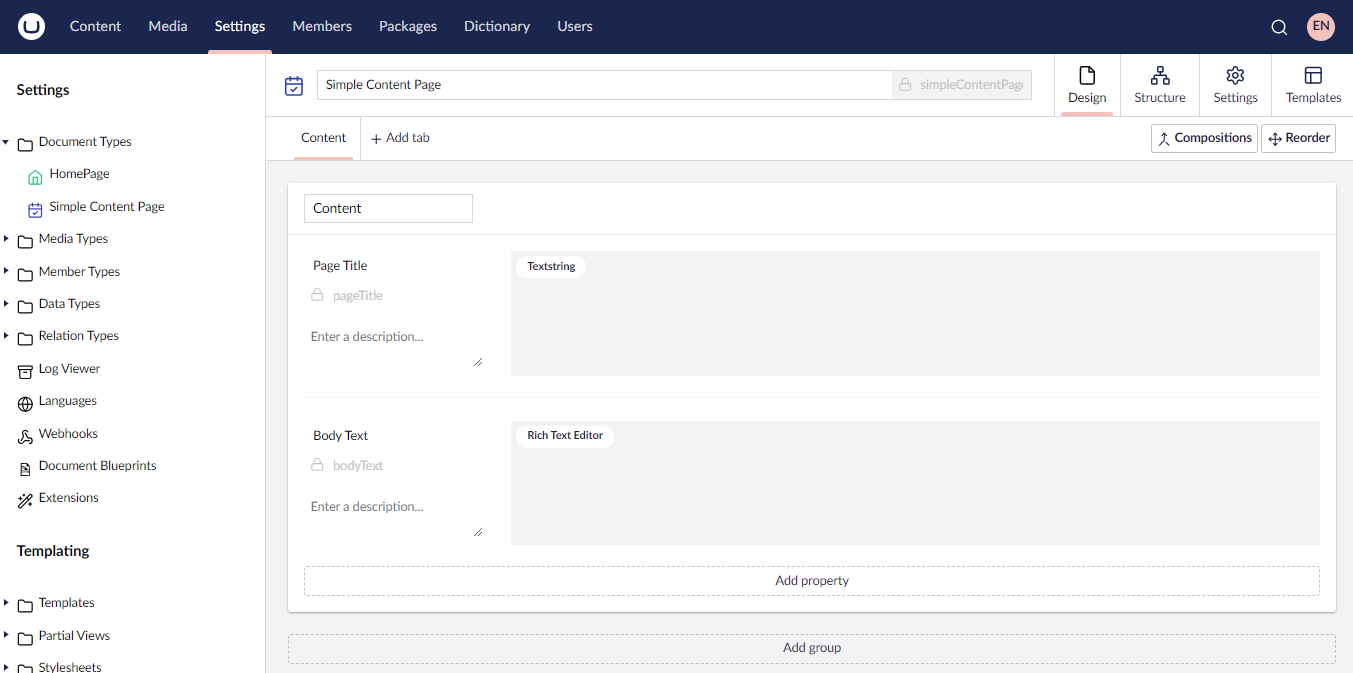 Content Media Settings Members Packages Dictionary Users EN
Settings
Simple Content Page simpleContentPag
Design Structure Settings Templates
Content Add tab Compositions Reorder
Document Types
HomePage
Simple Content Page
Media Types
Member Types
Data Types
Relation Types
Log Viewer
Languages
Webhooks
Document Blueprints
Extensions
Templating
Templates
Partial Views
Stylesheets
Content
Page Title
pageTitle
Enter a description...
Textstring
Body Text
bodyText
Enter a description...
Rich Text Editor
Add property
Add group